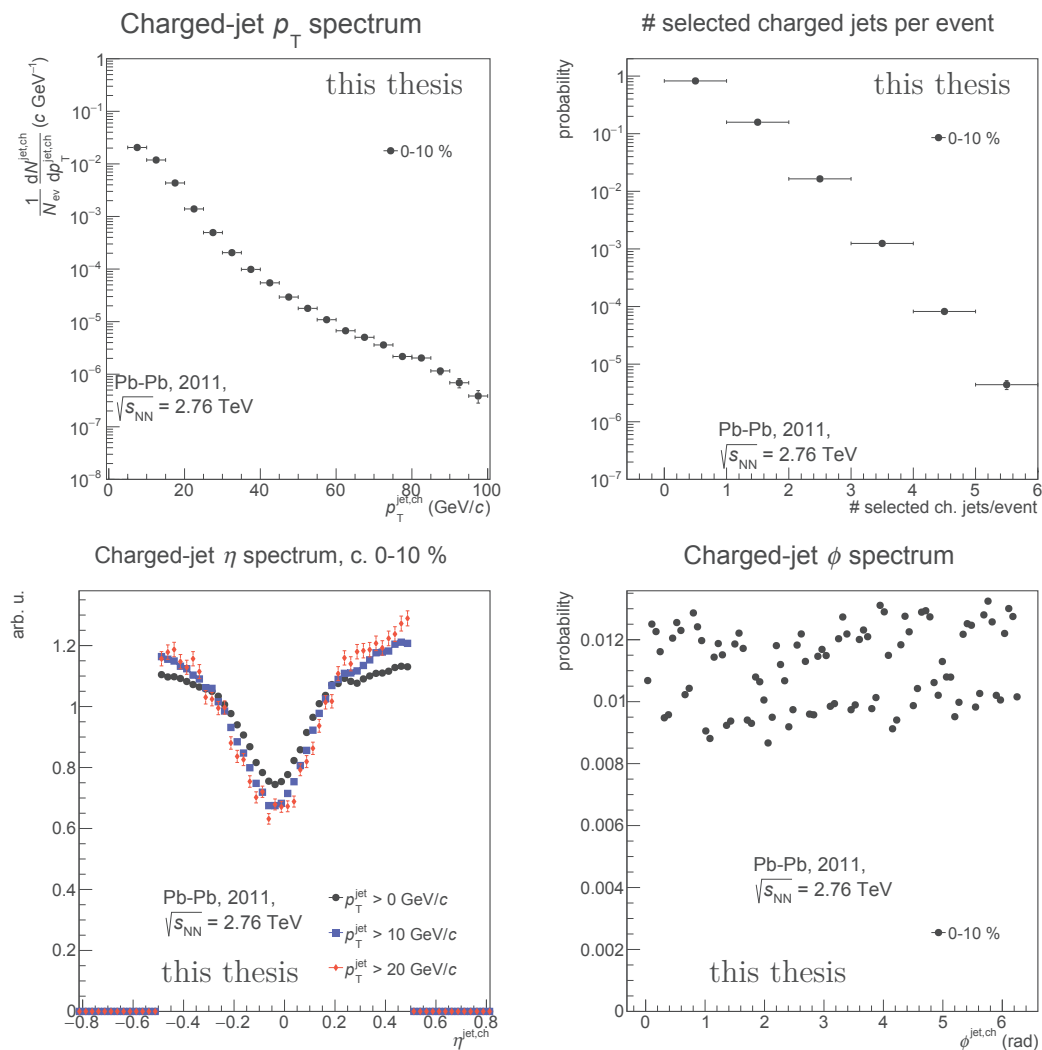 Charged-jet p_T spectrum
1/N_ev dN^jet,ch/dp_T^jet,ch (c GeV⁻¹)
this thesis
0-10 %
Pb-Pb, 2011,
√s_NN = 2.76 TeV
1
10⁻¹
10⁻²
10⁻³
10⁻⁴
10⁻⁵
10⁻⁶
10⁻⁷
10⁻⁸
0 20 40 60 80 100
p_T^jet,ch (GeV/c)
# selected charged jets per event
probability
this thesis
0-10 %
Pb-Pb, 2011,
√s_NN = 2.76 TeV
1
10⁻¹
10⁻²
10⁻³
10⁻⁴
10⁻⁵
10⁻⁶
10⁻⁷
0 1 2 3 4 5 6
# selected ch. jets/event
Charged-jet η spectrum, c. 0-10 %
arb. u.
1.2
1.0
0.8
0.6
0.4
0.2
0
Pb-Pb, 2011,
√s_NN = 2.76 TeV
this thesis
p_T^jet > 0 GeV/c
p_T^jet > 10 GeV/c
p_T^jet > 20 GeV/c
−0.8 −0.6 −0.4 −0.2 0 0.2 0.4 0.6 0.8
η^jet,ch
Charged-jet ϕ spectrum
probability
0.012
0.010
0.008
0.006
0.004
0.002
0
Pb-Pb, 2011,
√s_NN = 2.76 TeV
0-10 %
this thesis
0 1 2 3 4 5 6
ϕ^jet,ch (rad)